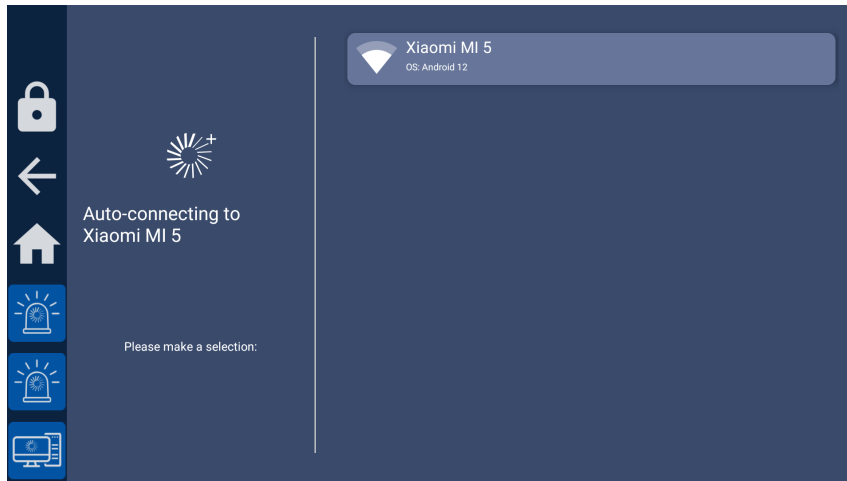 Auto-connecting to
Xiaomi MI 5
Please make a selection:
Xiaomi MI 5
OS: Android 12